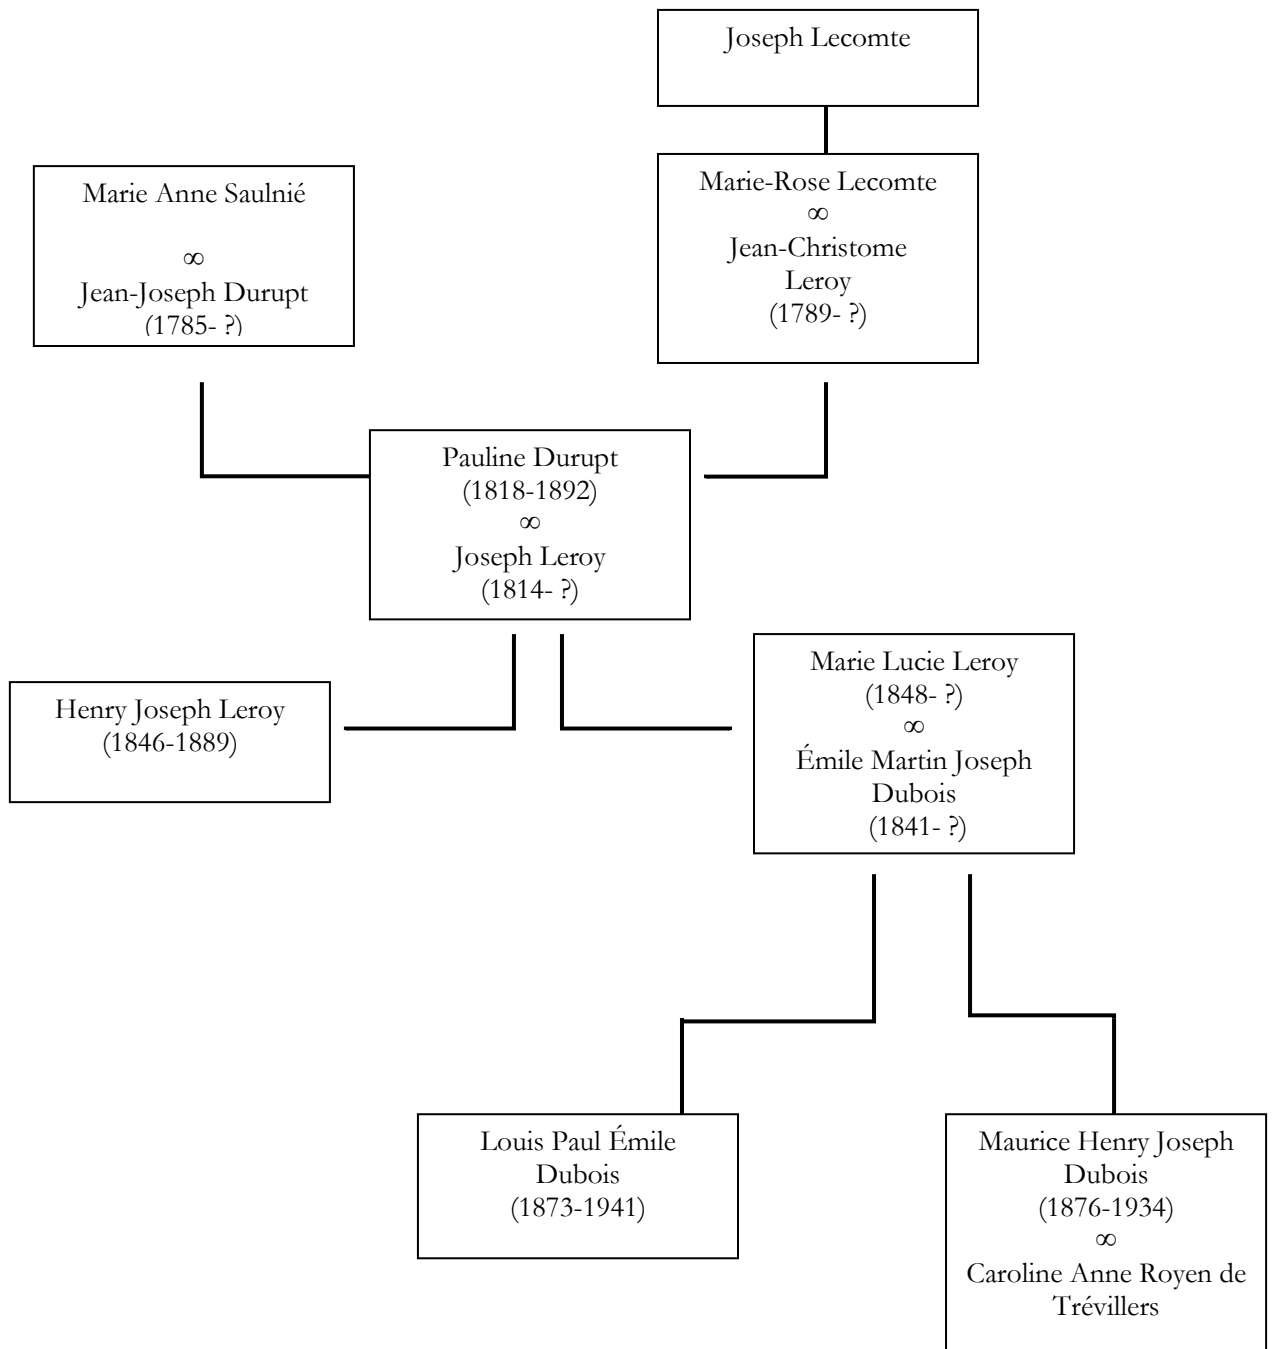 Joseph Lecomte
Marie Anne Saulnié
∞
Jean-Joseph Durupt
(1785- ?)
Marie-Rose Lecomte
∞
Jean-Christome
Leroy
(1789- ?)
Pauline Durupt
(1818-1892)
∞
Joseph Leroy
(1814- ?)
Henry Joseph Leroy
(1846-1889)
Marie Lucie Leroy
(1848- ?)
∞
Émile Martin Joseph
Dubois
(1841- ?)
Louis Paul Émile
Dubois
(1873-1941)
Maurice Henry Joseph
Dubois
(1876-1934)
∞
Caroline Anne Royen de
Trévillers